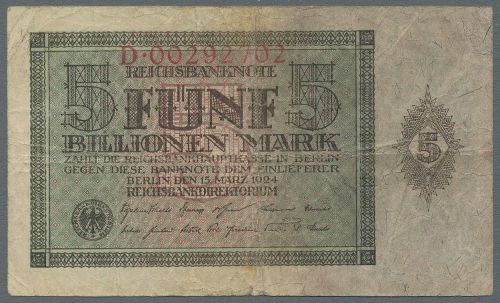 D·00292702
REICHSBANKNOTE
5 FÜNF 5
BILLIONEN MARK
ZAHLT DIE REICHSBANKHAUPTKASSE IN BERLIN
GEGEN DIESE BANKNOTE DEM EINLIEFERER
BERLIN, DEN 15. MÄRZ 1924
REICHSBANKDIREKTORIUM
5